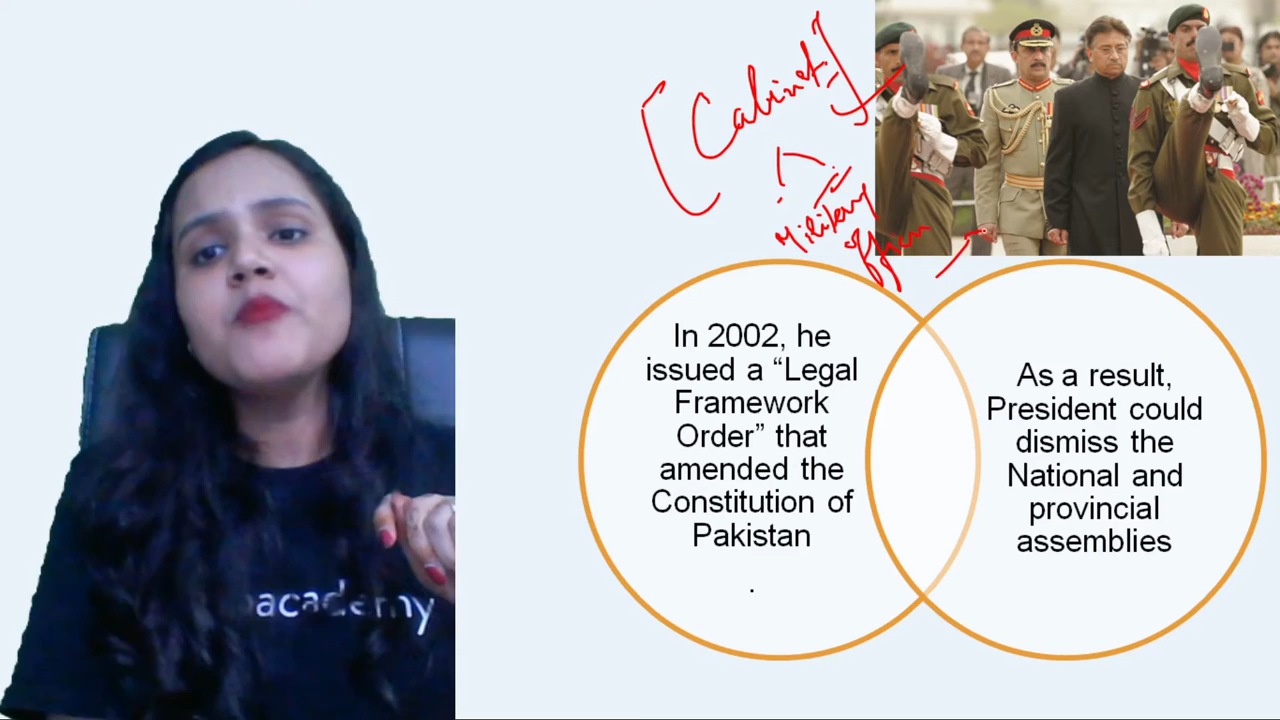 [Cabinet]
Military
In 2002, he
issued a “Legal
Framework
Order” that
amended the
Constitution of
Pakistan
.
As a result,
President could
dismiss the
National and
provincial
assemblies
academy